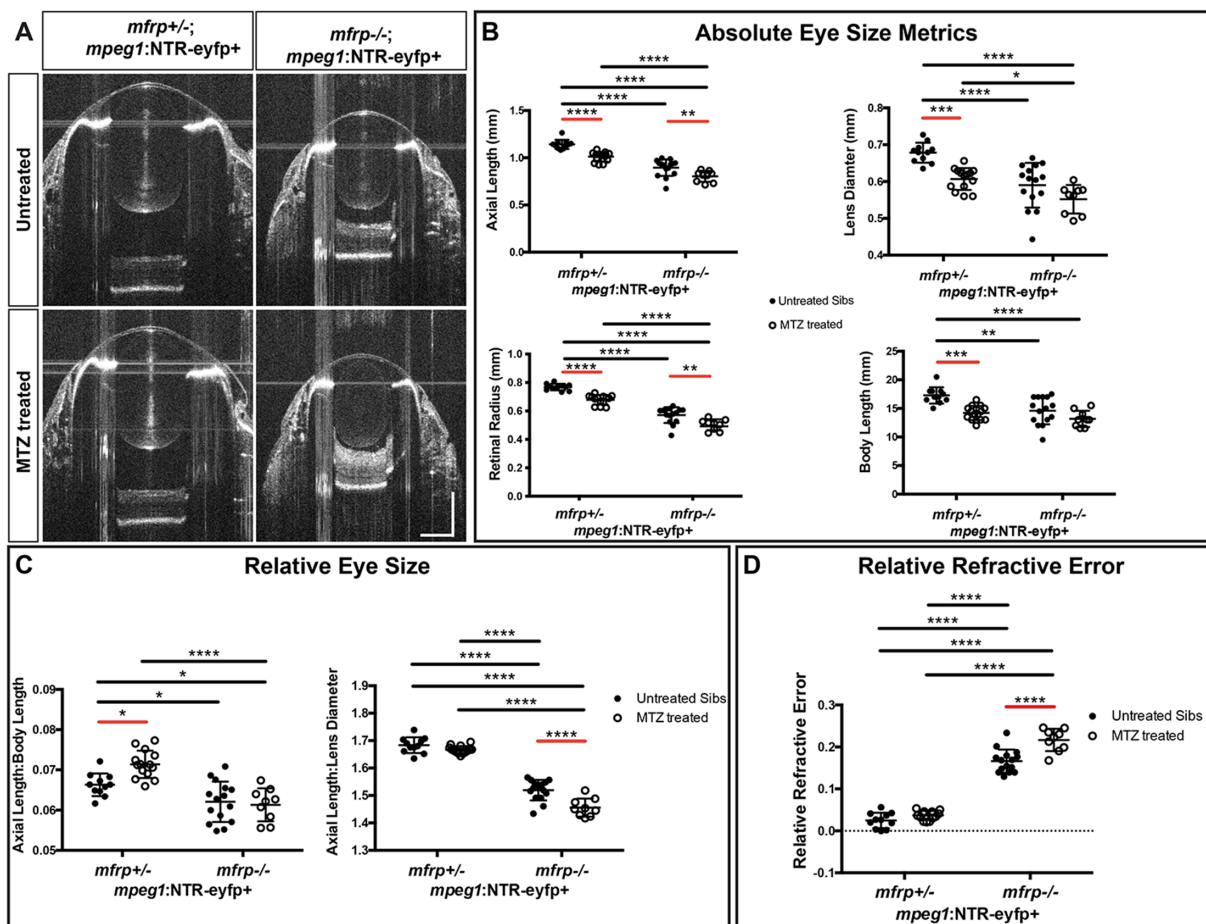 A
mfrp+/-;
mpeg1:NTR-eyfp+
mfrp-/-;
mpeg1:NTR-eyfp+
Untreated
MTZ treated
B
Absolute Eye Size Metrics
****
****
****
****
**
1.5
1.0
0.5
0.0
Axial Length (mm)
mfrp+/-
mfrp-/-
mpeg1:NTR-eyfp+
****
*
****
***
0.8
0.7
0.6
0.5
0.4
Lens Diameter (mm)
mfrp+/-
mfrp-/-
mpeg1:NTR-eyfp+
Untreated Sibs
MTZ treated
****
****
****
****
**
1.0
0.8
0.6
0.4
0.2
0.0
Retinal Radius (mm)
mfrp+/-
mfrp-/-
mpeg1:NTR-eyfp+
****
**
***
25
20
15
10
5
0
Body Length (mm)
mfrp+/-
mfrp-/-
mpeg1:NTR-eyfp+
C
Relative Eye Size
****
*
*
*
0.09
0.08
0.07
0.06
0.05
Axial Length:Body Length
mfrp+/-
mfrp-/-
mpeg1:NTR-eyfp+
****
****
****
****
****
1.9
1.8
1.7
1.6
1.5
1.4
1.3
Axial Length:Lens Diameter
mfrp+/-
mfrp-/-
mpeg1:NTR-eyfp+
Untreated Sibs
MTZ treated
D
Relative Refractive Error
****
****
****
****
****
0.3
0.2
0.1
0.0
-0.1
Relative Refractive Error
mfrp+/-
mfrp-/-
mpeg1:NTR-eyfp+
Untreated Sibs
MTZ treated